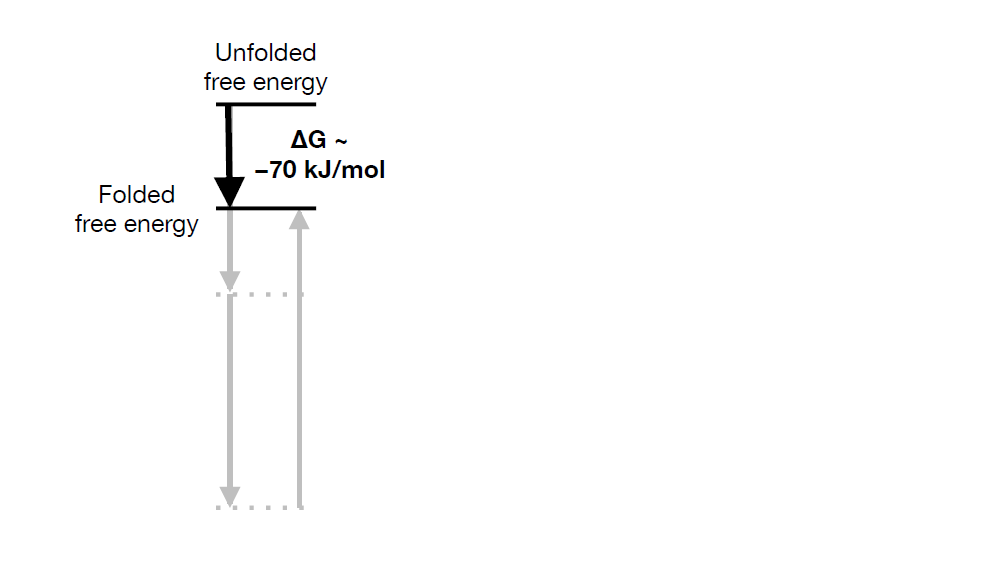 Unfolded
free energy
ΔG ~
−70 kJ/mol
Folded
free energy